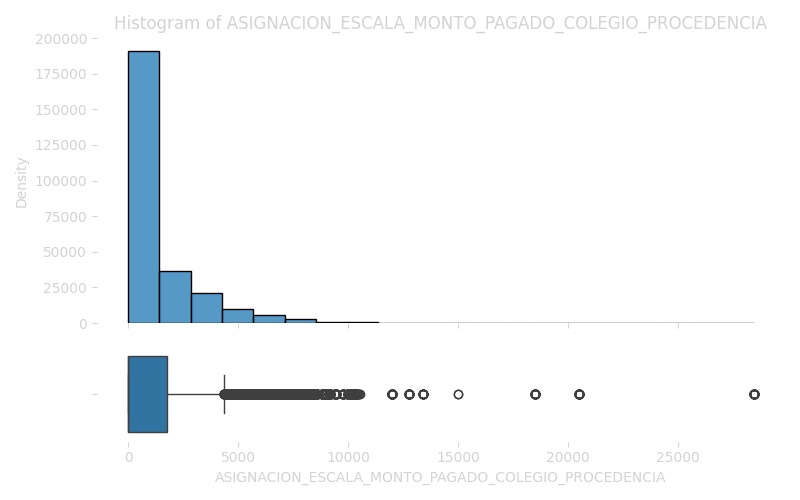 Histogram of ASIGNACION_ESCALA_MONTO_PAGADO_COLEGIO_PROCEDENCIA
200000
175000
150000
125000
100000
75000
50000
25000
0
Density
0 5000 10000 15000 20000 25000
ASIGNACION_ESCALA_MONTO_PAGADO_COLEGIO_PROCEDENCIA